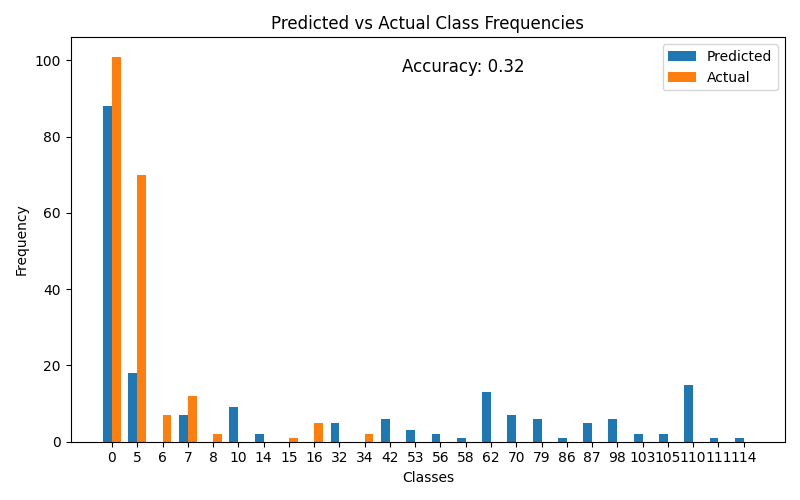 Predicted vs Actual Class Frequencies
Accuracy: 0.32
Predicted
Actual
Frequency
100
80
60
40
20
0
0 5 6 7 8 10 14 15 16 32 34 42 53 56 58 62 70 79 86 87 98 103 105 110 111 114
Classes